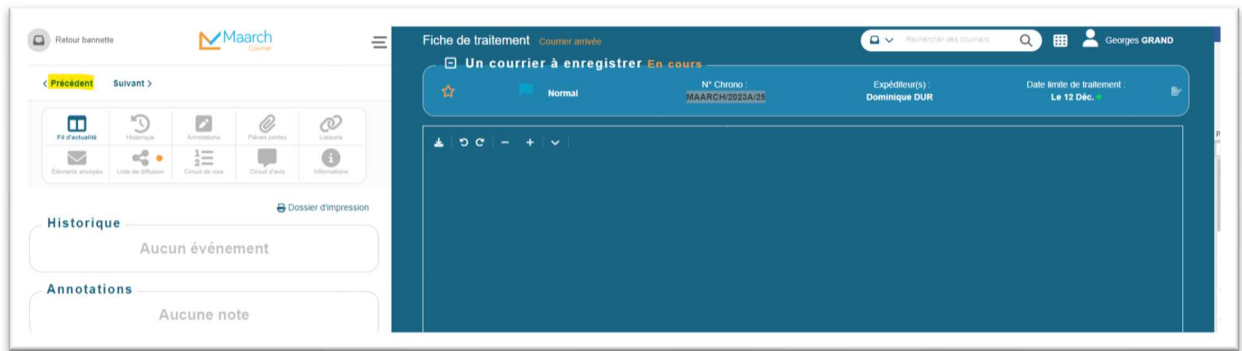 Retour bannette
Maarch
Courrier
Fiche de traitement Courrier arrivée
Rechercher des courriers
Georges GRAND
Un courrier à enregistrer En cours
< Précédent Suivant >
Normal
N° Chrono :
MAARCH/2023A/25
Expéditeur(s) :
Dominique DUR
Date limite de traitement :
Le 12 Déc.
Fil d'actualité Historique Annotations Pièces jointes Liaisons
Éléments envoyés Liste de diffusion Circuit de visa Circuit d'avis Informations
Dossier d'impression
Historique
Aucun événement
Annotations
Aucune note